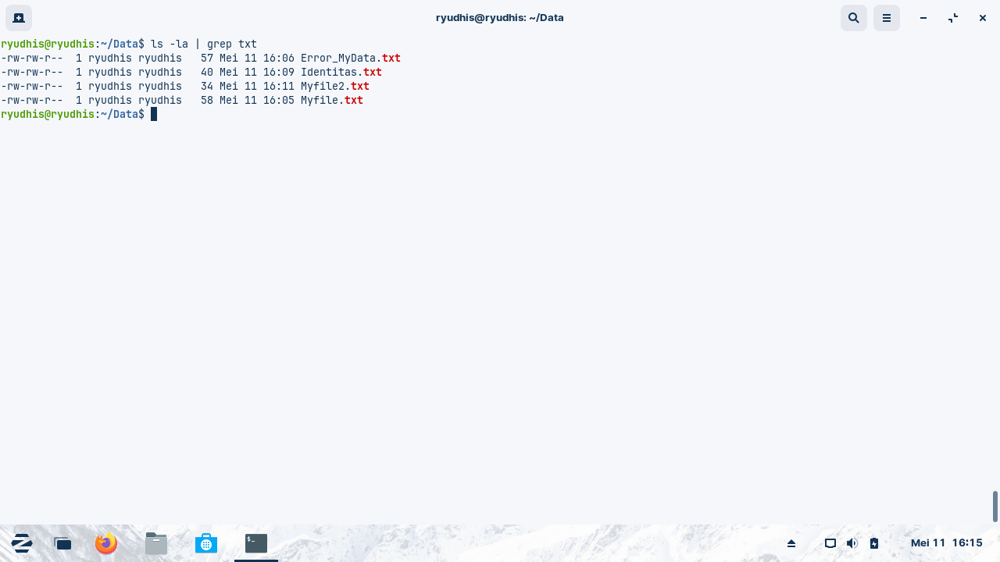 ryudhis@ryudhis: ~/Data
ryudhis@ryudhis:~/Data$ ls -la | grep txt
-rw-rw-r--  1 ryudhis ryudhis   57 Mei 11 16:06 Error_MyData.txt
-rw-rw-r--  1 ryudhis ryudhis   40 Mei 11 16:09 Identitas.txt
-rw-rw-r--  1 ryudhis ryudhis   34 Mei 11 16:11 Myfile2.txt
-rw-rw-r--  1 ryudhis ryudhis   58 Mei 11 16:05 Myfile.txt
ryudhis@ryudhis:~/Data$
$_
Mei 11  16:15